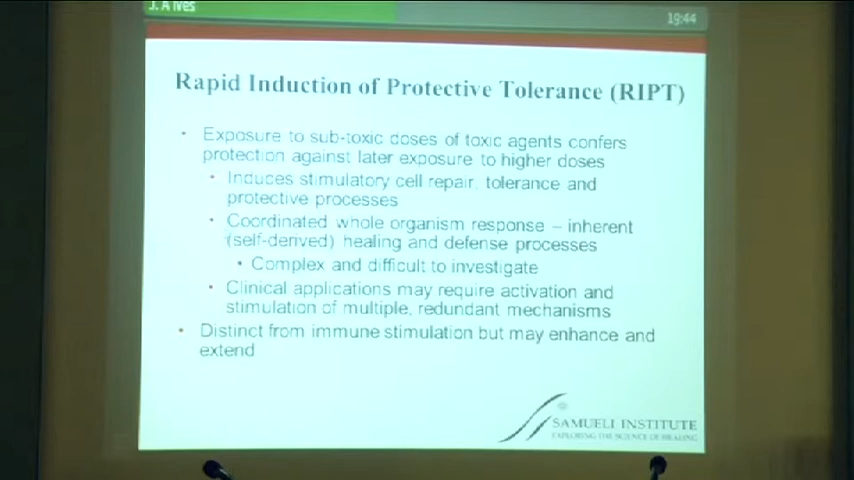 J. A Ives
19:44
Rapid Induction of Protective Tolerance (RIPT)
• Exposure to sub-toxic doses of toxic agents confers
protection against later exposure to higher doses
• Induces stimulatory cell repair, tolerance and
protective processes
• Coordinated whole organism response – inherent
(self-derived) healing and defense processes
• Complex and difficult to investigate
• Clinical applications may require activation and
stimulation of multiple, redundant mechanisms
• Distinct from immune stimulation but may enhance and
extend
SAMUELI INSTITUTE
EXPLORING THE SCIENCE OF HEALING